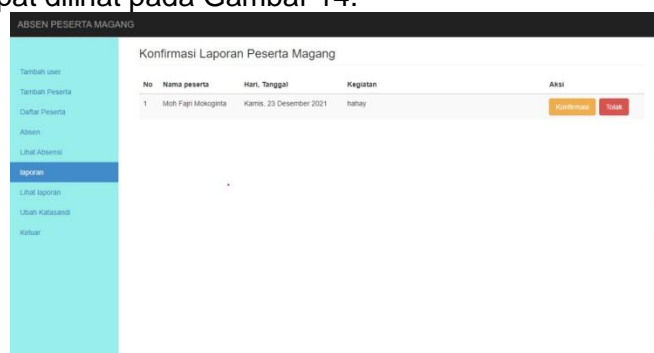 pat dilihat pada Gambar 14.
ABSEN PESERTA MAGANG
Konfirmasi Laporan Peserta Magang
Tambah user
Tambah Peserta
Daftar Peserta
Absen
Lihat Absensi
laporan
Lihat laporan
Ubah Katasandi
Keluar
No Nama peserta Hari, Tanggal Kegiatan Aksi
1 Moh Fajri Mokoginta Kamis, 23 Desember 2021 hahay Konfirmasi Tolak